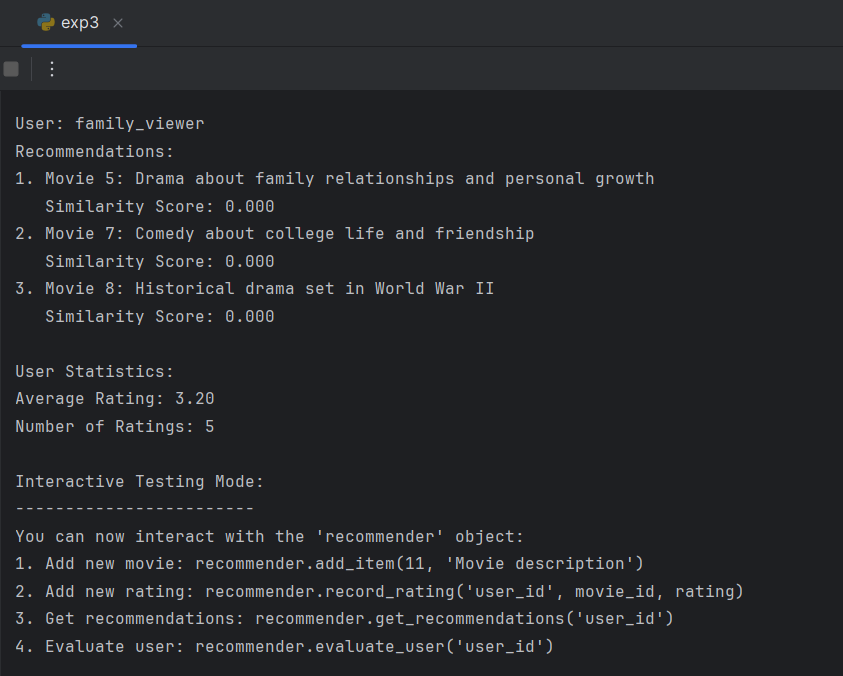 exp3
User: family_viewer
Recommendations:
1. Movie 5: Drama about family relationships and personal growth
Similarity Score: 0.000
2. Movie 7: Comedy about college life and friendship
Similarity Score: 0.000
3. Movie 8: Historical drama set in World War II
Similarity Score: 0.000
User Statistics:
Average Rating: 3.20
Number of Ratings: 5
Interactive Testing Mode:
------------------------
You can now interact with the 'recommender' object:
1. Add new movie: recommender.add_item(11, 'Movie description')
2. Add new rating: recommender.record_rating('user_id', movie_id, rating)
3. Get recommendations: recommender.get_recommendations('user_id')
4. Evaluate user: recommender.evaluate_user('user_id')